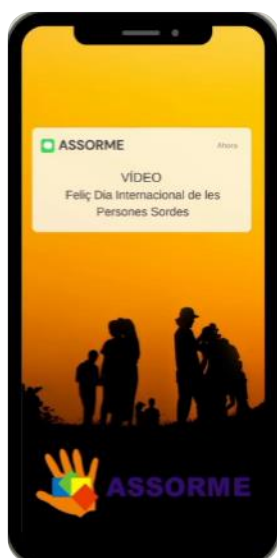 ASSORME
Ahora
VÍDEO
Feliç Dia Internacional de les
Persones Sordes
ASSORME